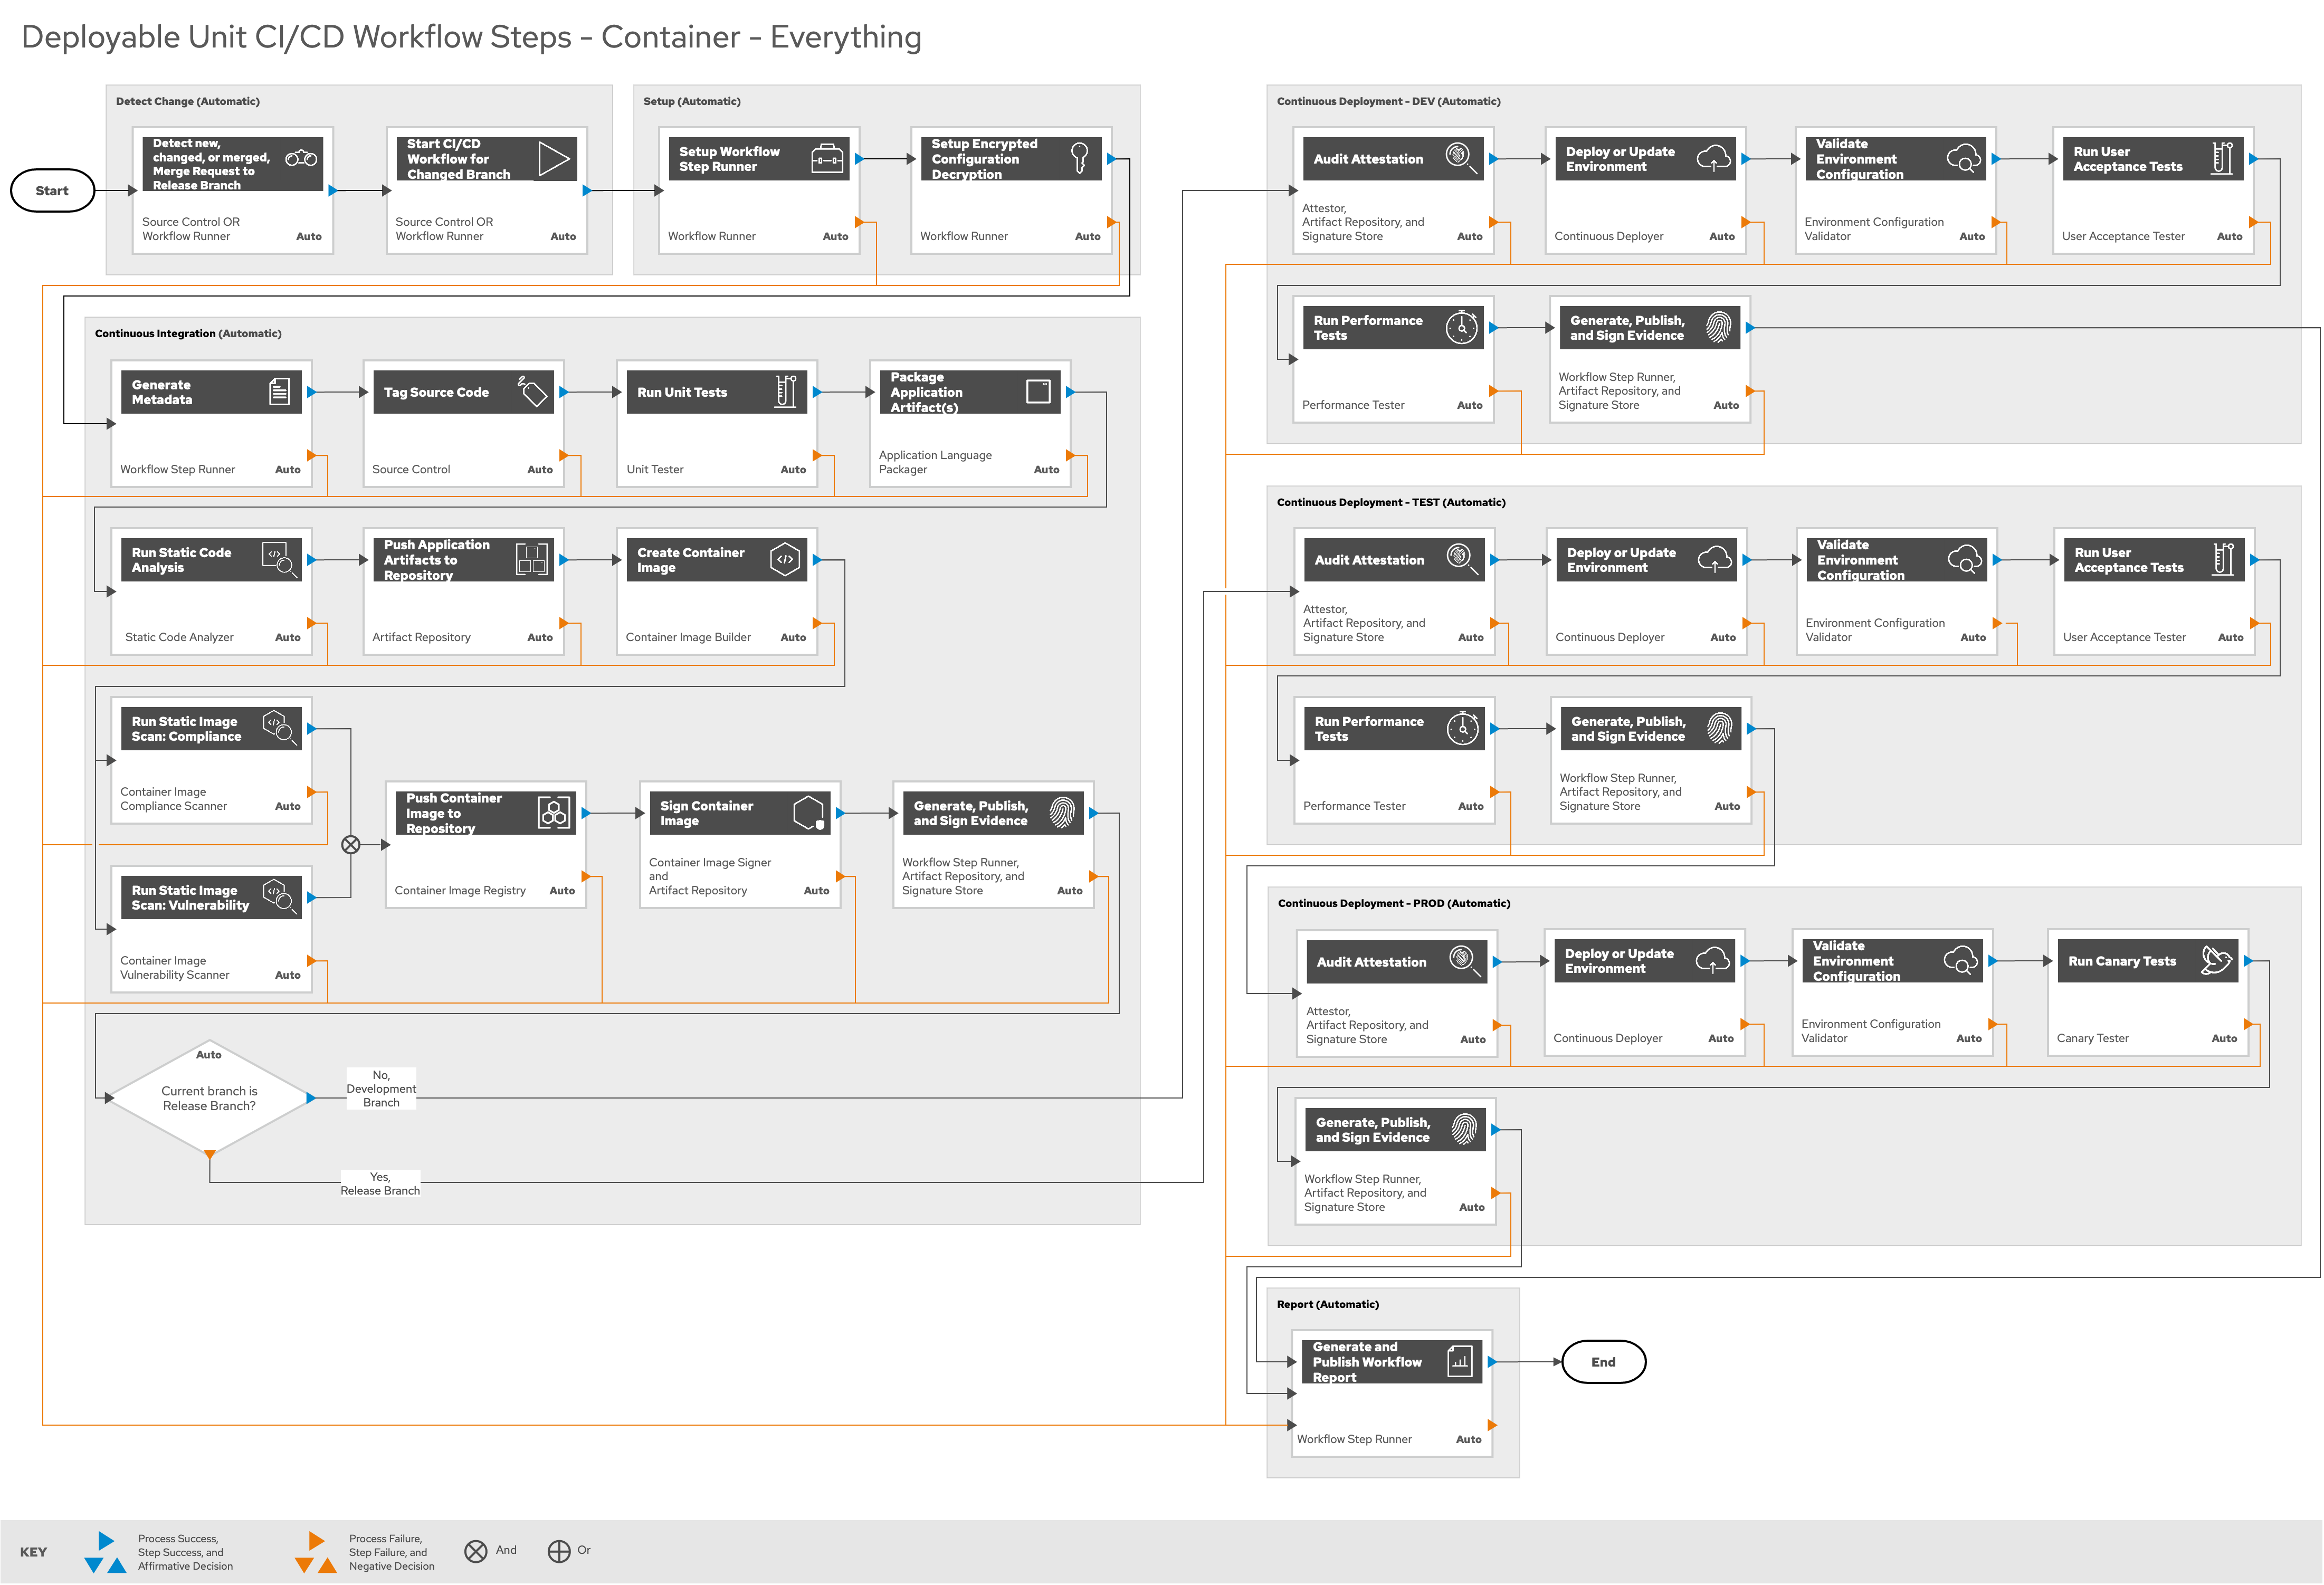 Deployable Unit CI/CD Workflow Steps - Container - Everything
Start
Detect Change (Automatic)
Detect new,
changed, or merged,
Merge Request to
Release Branch
Source Control OR
Workflow Runner
Auto
Start CI/CD
Workflow for
Changed Branch
Source Control OR
Workflow Runner
Auto
Setup (Automatic)
Setup Workflow
Step Runner
Workflow Runner
Auto
Setup Encrypted
Configuration
Decryption
Workflow Runner
Auto
Continuous Integration (Automatic)
Generate
Metadata
Workflow Step Runner
Auto
Tag Source Code
Source Control
Auto
Run Unit Tests
Unit Tester
Auto
Package
Application
Artifact(s)
Application Language
Packager
Auto
Run Static Code
Analysis
Static Code Analyzer
Auto
Push Application
Artifacts to
Repository
Artifact Repository
Auto
Create Container
Image
Container Image Builder
Auto
Run Static Image
Scan: Compliance
Container Image
Compliance Scanner
Auto
Run Static Image
Scan: Vulnerability
Container Image
Vulnerability Scanner
Auto
Push Container
Image to
Repository
Container Image Registry
Auto
Sign Container
Image
Container Image Signer
and
Artifact Repository
Auto
Generate, Publish,
and Sign Evidence
Workflow Step Runner,
Artifact Repository, and
Signature Store
Auto
Auto
Current branch is
Release Branch?
No,
Development
Branch
Yes,
Release Branch
Continuous Deployment - DEV (Automatic)
Audit Attestation
Attestor,
Artifact Repository, and
Signature Store
Auto
Deploy or Update
Environment
Continuous Deployer
Auto
Validate
Environment
Configuration
Environment Configuration
Validator
Auto
Run User
Acceptance Tests
User Acceptance Tester
Auto
Run Performance
Tests
Performance Tester
Auto
Generate, Publish,
and Sign Evidence
Workflow Step Runner,
Artifact Repository, and
Signature Store
Auto
Continuous Deployment - TEST (Automatic)
Audit Attestation
Attestor,
Artifact Repository, and
Signature Store
Auto
Deploy or Update
Environment
Continuous Deployer
Auto
Validate
Environment
Configuration
Environment Configuration
Validator
Auto
Run User
Acceptance Tests
User Acceptance Tester
Auto
Run Performance
Tests
Performance Tester
Auto
Generate, Publish,
and Sign Evidence
Workflow Step Runner,
Artifact Repository, and
Signature Store
Auto
Continuous Deployment - PROD (Automatic)
Audit Attestation
Attestor,
Artifact Repository, and
Signature Store
Auto
Deploy or Update
Environment
Continuous Deployer
Auto
Validate
Environment
Configuration
Environment Configuration
Validator
Auto
Run Canary Tests
Canary Tester
Auto
Generate, Publish,
and Sign Evidence
Workflow Step Runner,
Artifact Repository, and
Signature Store
Auto
Report (Automatic)
Generate and
Publish Workflow
Report
Workflow Step Runner
Auto
End
KEY
Process Success,
Step Success, and
Affirmative Decision
Process Failure,
Step Failure, and
Negative Decision
And
Or